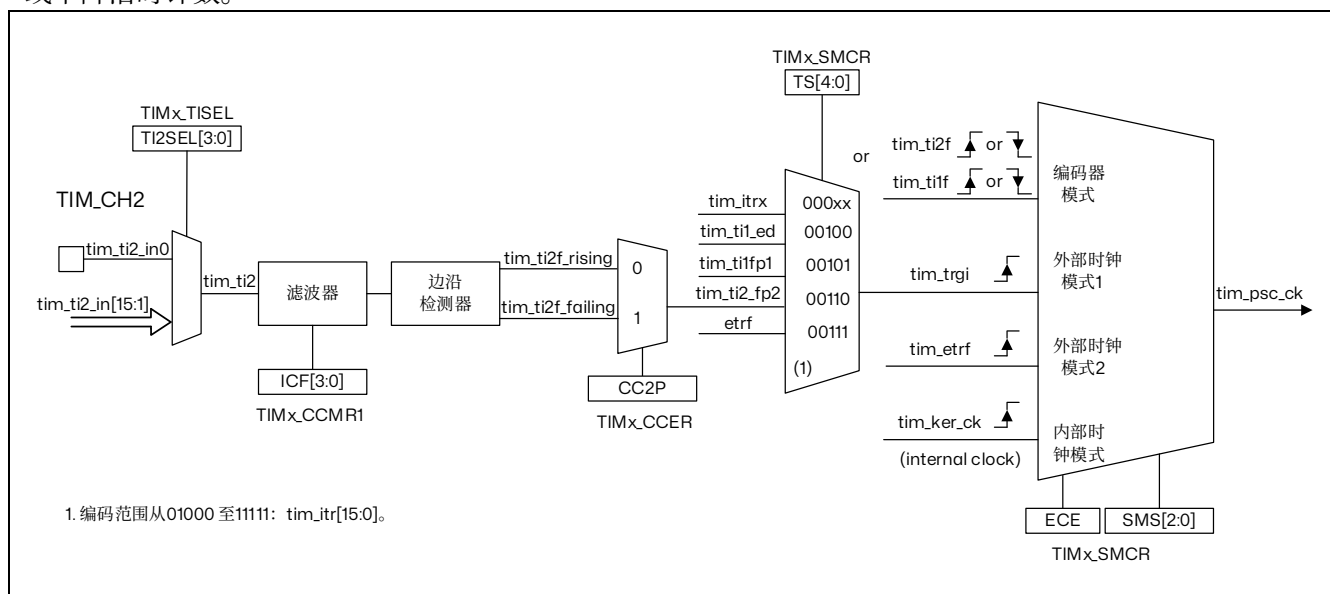 TIMx_SMCR
TS[4:0]
TIMx_TISEL
TI2SEL[3:0]
TIM_CH2
tim_ti2_in0
tim_ti2_in[15:1]
tim_ti2
滤波器
ICF[3:0]
TIMx_CCMR1
边沿
检测器
tim_ti2f_rising
tim_ti2f_failing
0
1
CC2P
TIMx_CCER
tim_itrx
000xx
tim_ti1_ed
00100
tim_ti1fp1
00101
tim_ti2_fp2
00110
etrf
00111
(1)
or
tim_ti2f
or
tim_ti1f
or
编码器
模式
tim_trgi
外部时钟
模式1
tim_etrf
外部时钟
模式2
tim_ker_ck
(internal clock)
内部时
钟模式
tim_psc_ck
ECE
SMS[2:0]
TIMx_SMCR
1. 编码范围从01000 至11111：tim_itr[15:0]。